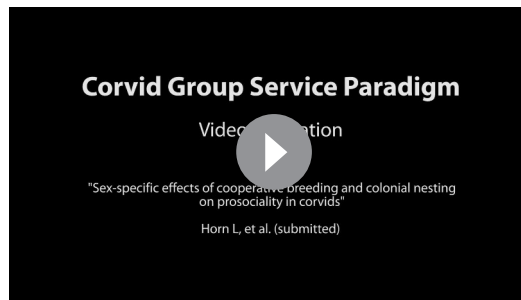 Corvid Group Service Paradigm
"Sex-specific effects of cooperative breeding and colonial nesting
on prosociality in corvids"
Horn L, et al. (submitted)